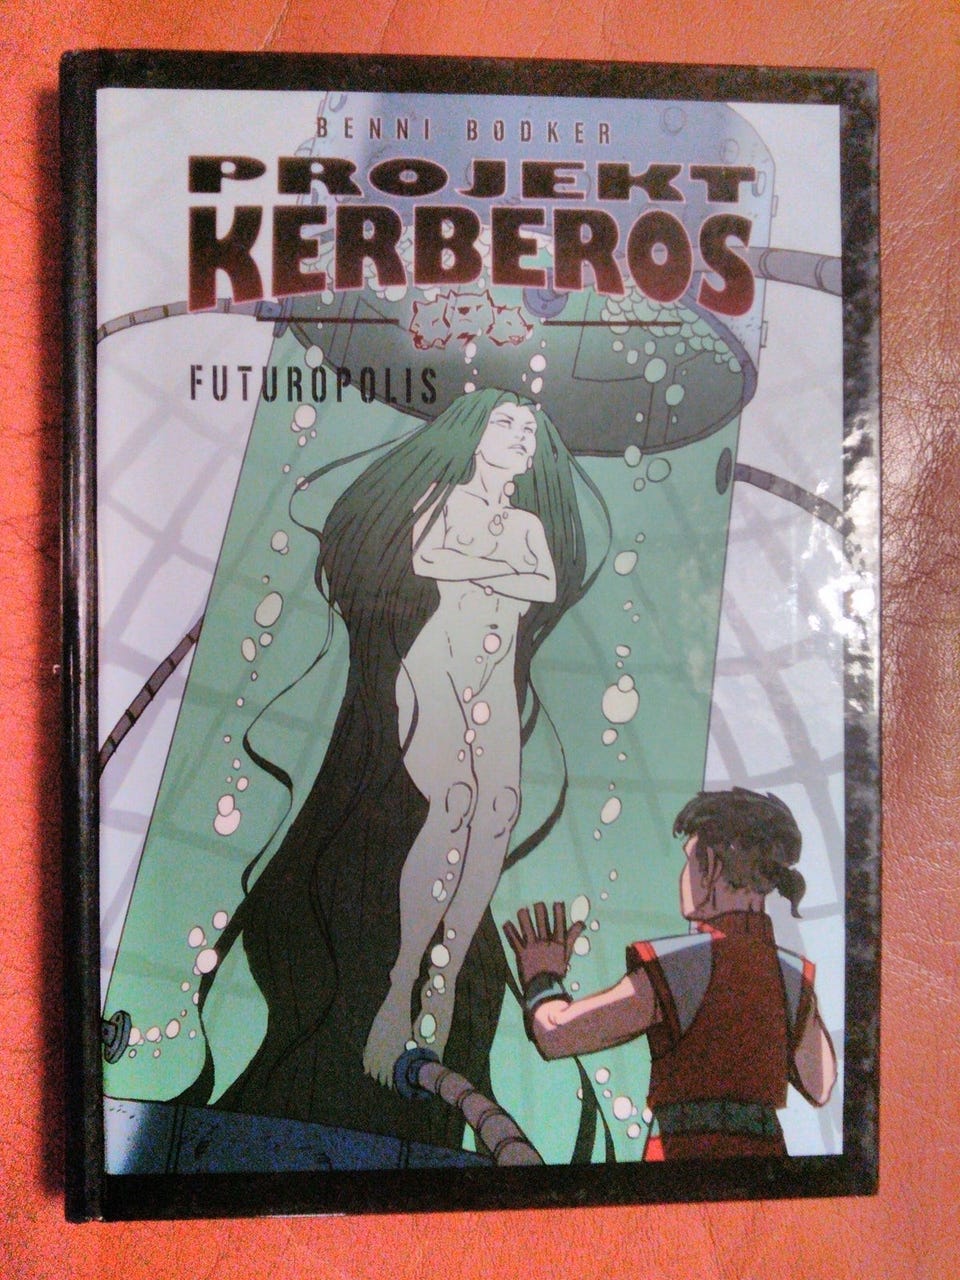 BENNI BØDKER
PROJEKT
KERBEROS
FUTUROPOLIS